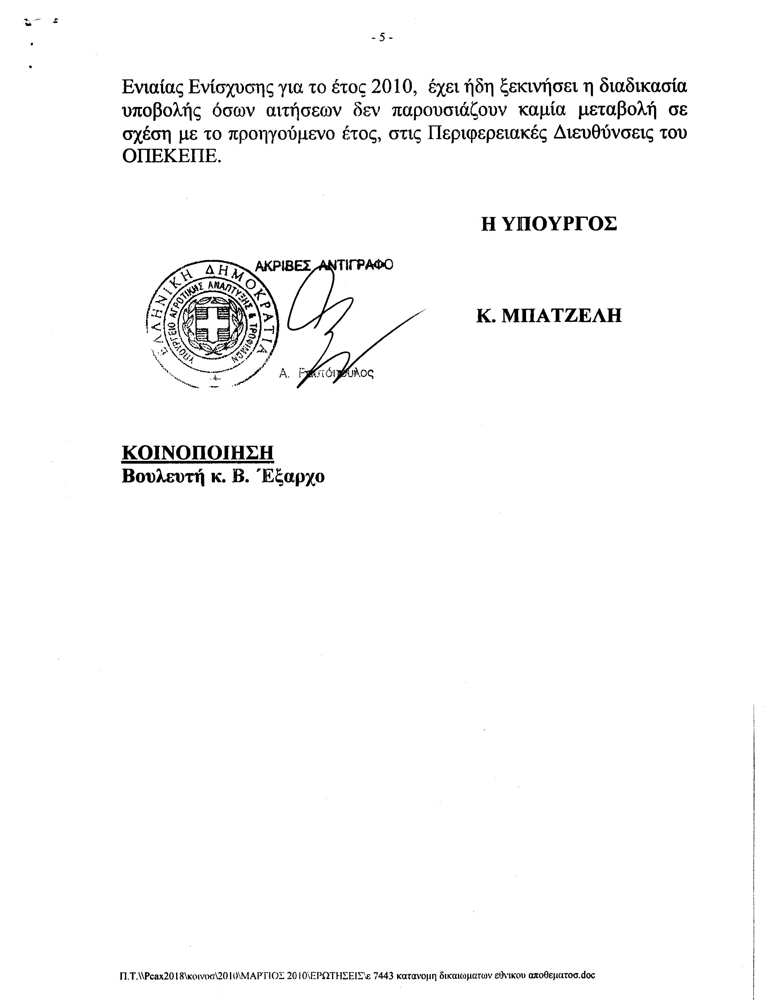 - 5 -
Ενιαίας Ενίσχυσης για το έτος 2010, έχει ήδη ξεκινήσει η διαδικασία
υποβολής όσων αιτήσεων δεν παρουσιάζουν καμία μεταβολή σε
σχέση με το προηγούμενο έτος, στις Περιφερειακές Διευθύνσεις του
ΟΠΕΚΕΠΕ.
Η ΥΠΟΥΡΓΟΣ
ΑΚΡΙΒΕΣ ΑΝΤΙΓΡΑΦΟ
ΕΛΛΗΝΙΚΗ ΔΗΜΟΚΡΑΤΙΑ
ΥΠΟΥΡΓΕΙΟ ΑΓΡΟΤΙΚΗΣ ΑΝΑΠΤΥΞΗΣ & ΤΡΟΦΙΜΩΝ
Κ. ΜΠΑΤΖΕΛΗ
Α.
ΚΟΙΝΟΠΟΙΗΣΗ
Βουλευτή κ. Β. Έξαρχο
Π.Τ.\\Pcax2018\κοινοσ\2010\ΜΑΡΤΙΟΣ 2010\ΕΡΩΤΗΣΕΙΣ\ε 7443 κατανομη δικαιωματων εθνικου αποθεματοσ.doc